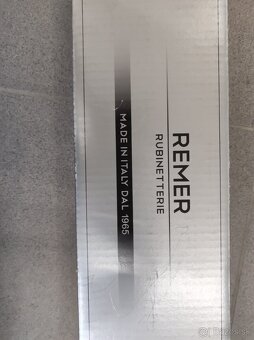 REMER
RUBINETTERIE
MADE IN ITALY DAL 1965